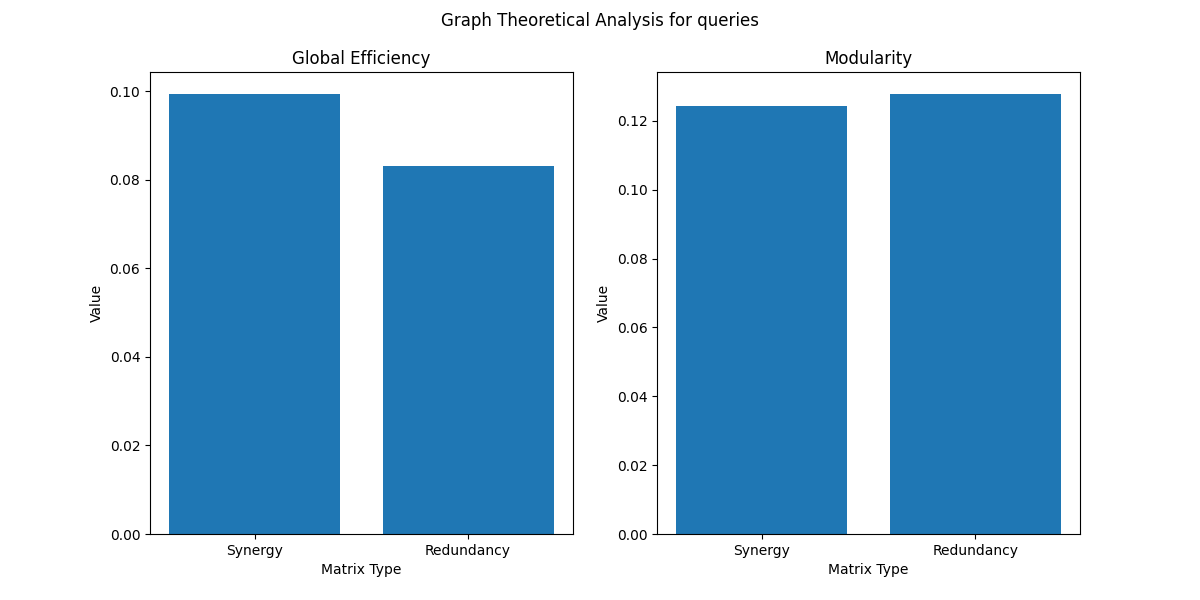 Graph Theoretical Analysis for queries
Global Efficiency
Value
0.10
0.08
0.06
0.04
0.02
0.00
Synergy
Redundancy
Matrix Type
Modularity
Value
0.12
0.10
0.08
0.06
0.04
0.02
0.00
Synergy
Redundancy
Matrix Type